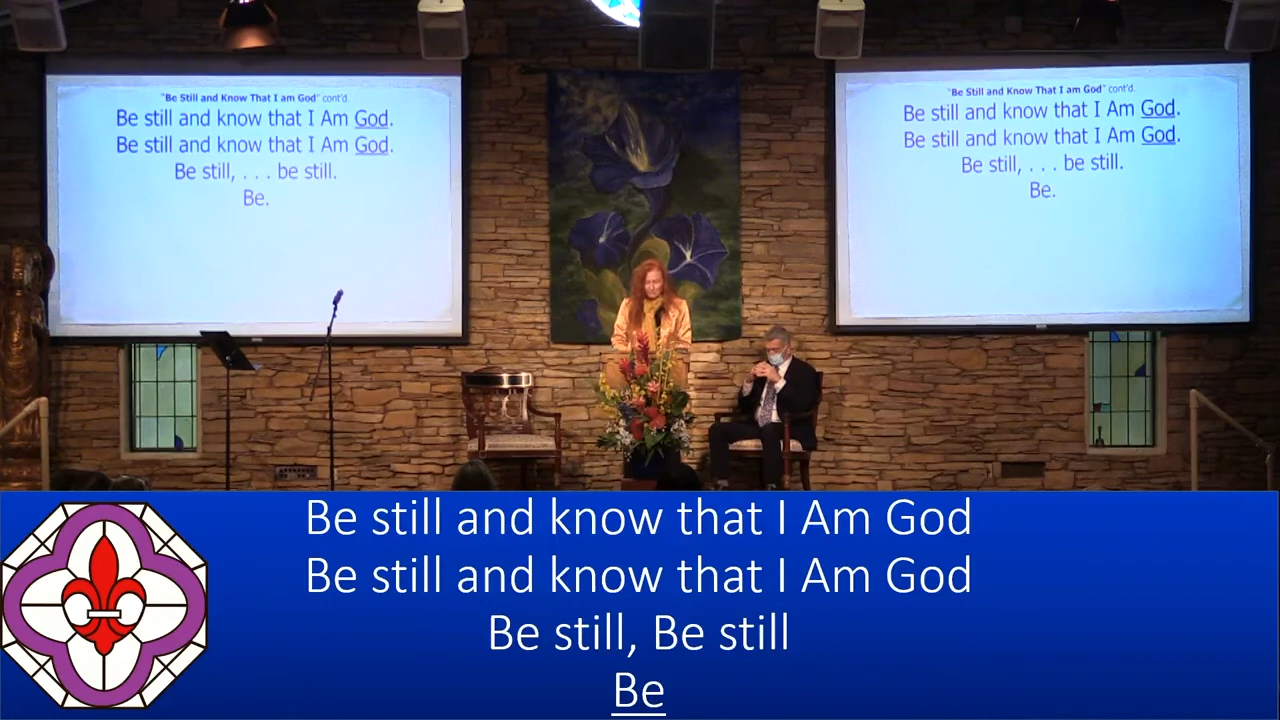 "Be Still and Know That I am God" cont'd.
Be still and know that I Am God.
Be still and know that I Am God.
Be still, . . . be still.
Be.
"Be Still and Know That I am God" cont'd.
Be still and know that I Am God.
Be still and know that I Am God.
Be still, . . . be still.
Be.
Be still and know that I Am God
Be still and know that I Am God
Be still, Be still
Be